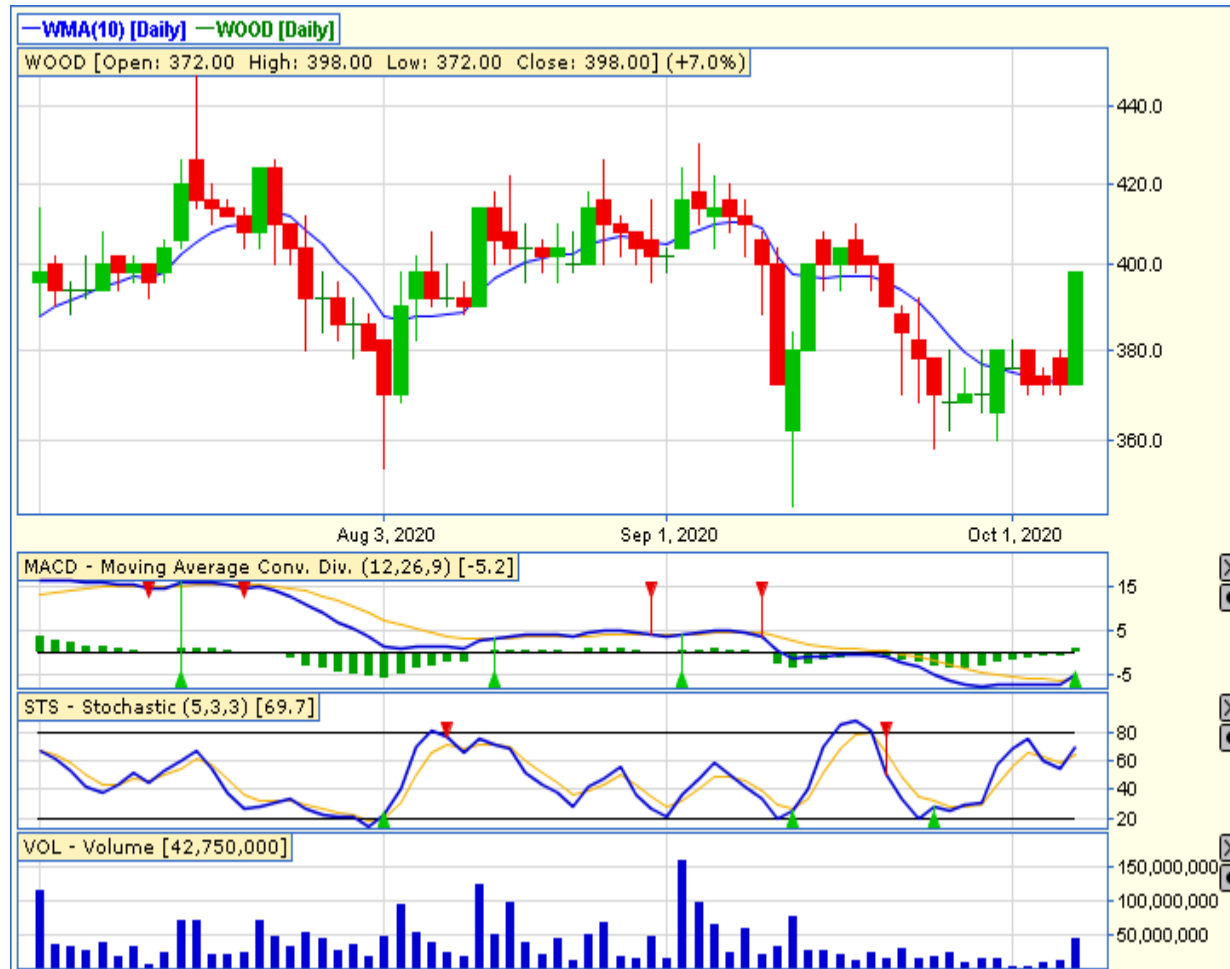 WMA(10) [Daily] WOOD [Daily]
WOOD [Open: 372.00 High: 398.00 Low: 372.00 Close: 398.00] (+7.0%)
440.0
420.0
400.0
380.0
360.0
Aug 3, 2020 Sep 1, 2020 Oct 1, 2020
MACD - Moving Average Conv. Div. (12,26,9) [-5.2]
15
5
-5
STS - Stochastic (5,3,3) [69.7]
80
60
40
20
VOL - Volume [42,750,000]
150,000,000
100,000,000
50,000,000